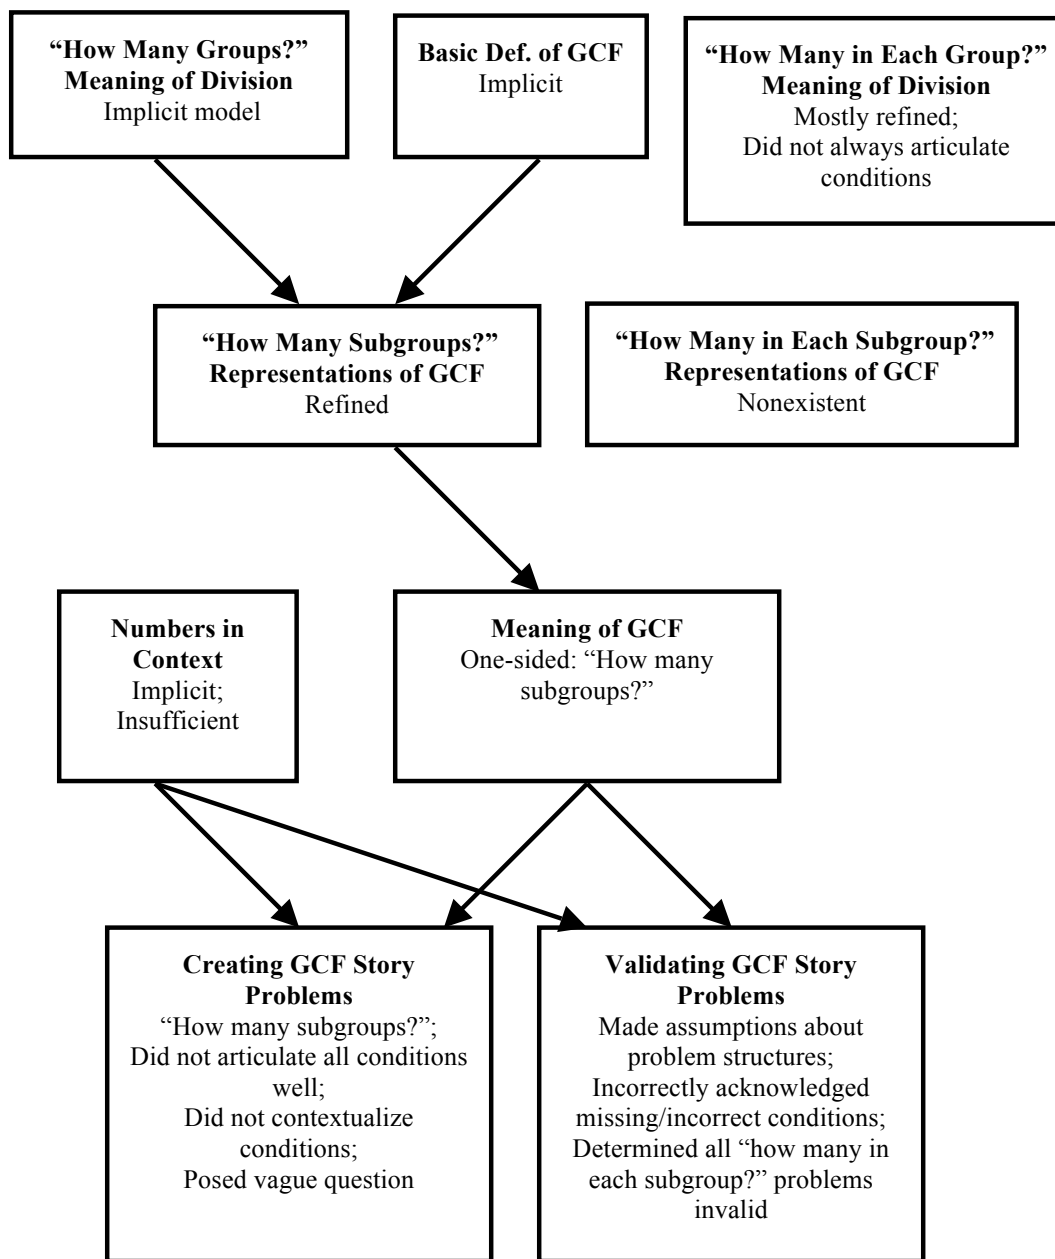 “How Many Groups?”
Meaning of Division
Implicit model
Basic Def. of GCF
Implicit
“How Many in Each Group?”
Meaning of Division
Mostly refined;
Did not always articulate
conditions
“How Many Subgroups?”
Representations of GCF
Refined
“How Many in Each Subgroup?”
Representations of GCF
Nonexistent
Numbers in
Context
Implicit;
Insufficient
Meaning of GCF
One-sided: “How many
subgroups?”
Creating GCF Story
Problems
“How many subgroups?”;
Did not articulate all conditions
well;
Did not contextualize
conditions;
Posed vague question
Validating GCF Story
Problems
Made assumptions about
problem structures;
Incorrectly acknowledged
missing/incorrect conditions;
Determined all “how many in
each subgroup?” problems
invalid